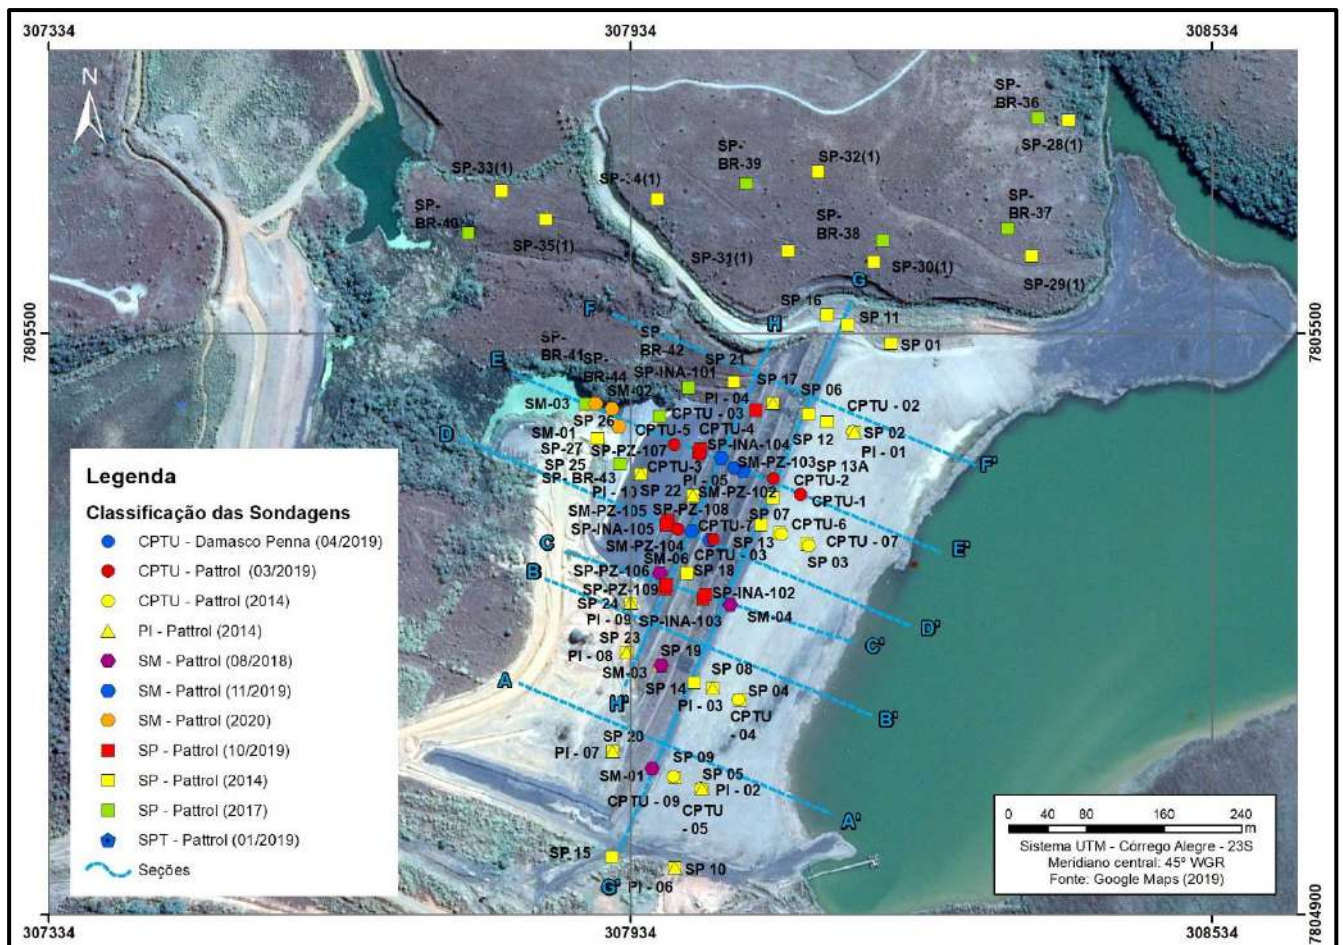 307334
307934
308534
N
SP-
BR-36
SP-28(1)
SP-
BR-39
SP-32(1)
SP-33(1)
SP-34(1)
SP-
BR-40
SP-35(1)
SP-
BR-37
SP-
BR-38
SP-31(1)
SP-30(1)
SP-29(1)
G
SP 16
F
H
SP 11
7805500
7805500
SP 01
SP-
BR-41
SP-
BR-42
SP-
BR-44
E
SP 21
SP-INA-101
SP 17
SP 06
SM-02
PI - 04
SM-03
CPTU - 02
CPTU - 03
SP 26
CPTU-5
CPTU-4
SP 02
SP 12
PI - 01
D
SM-01
SP-INA-104
SP-27
SP-PZ-107
SM-PZ-103
F'
SP 25
CPTU-3
SP 13A
SP- BR-43
PI - 05
CPTU-2
PI - 10
SP 22
SM-PZ-102
CPTU-1
SM-PZ-105
SP-PZ-108
SP 07
SP-INA-105
CPTU-7
CPTU-6
SM-PZ-104
SP 13
CPTU - 07
C
CPTU - 03
E'
SM-06
SP 03
B
SP-PZ-106
SP 18
SP-PZ-109
SP-INA-102
SP 24
PI - 09
SP-INA-103
SM-04
D'
SP 23
C'
PI - 08
SP 19
SM-03
SP 08
A
SP 14
SP 04
H'
PI - 03
CPTU
- 04
B'
SP 20
PI - 07
SM-01
SP 09
SP 05
PI - 02
CPTU - 09
CPTU
- 05
A'
SP 15
SP 10
G'
PI - 06
Legenda
Classificação das Sondagens
CPTU - Damasco Penna (04/2019)
CPTU - Pattrol (03/2019)
CPTU - Pattrol (2014)
PI - Pattrol (2014)
SM - Pattrol (08/2018)
SM - Pattrol (11/2019)
SM - Pattrol (2020)
SP - Pattrol (10/2019)
SP - Pattrol (2014)
SP - Pattrol (2017)
SPT - Pattrol (01/2019)
Seções
0 40 80 160 240
m
Sistema UTM - Córrego Alegre - 23S
Meridiano central: 45º WGR
Fonte: Google Maps (2019)
7804900
7804900
307334
307934
308534